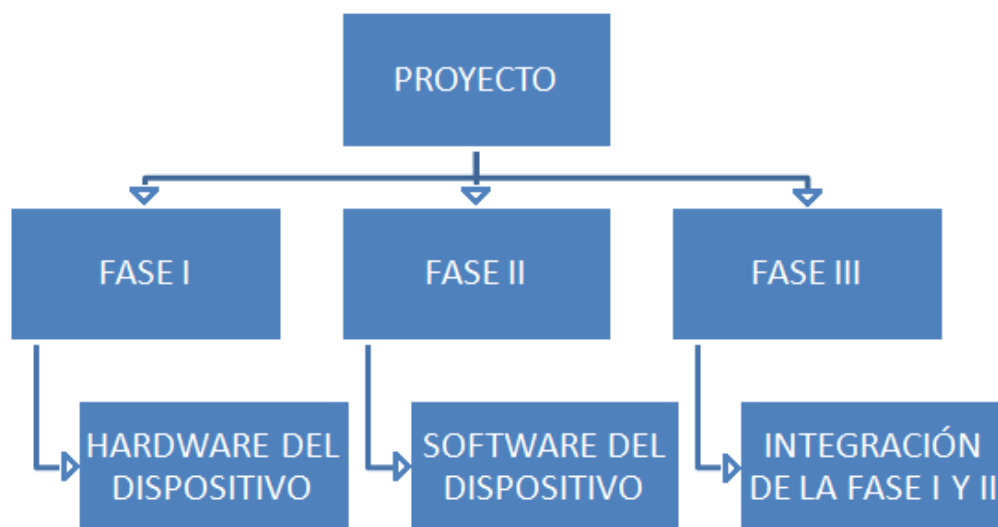 PROYECTO
FASE I
FASE II
FASE III
HARDWARE DEL
DISPOSITIVO
SOFTWARE DEL
DISPOSITIVO
INTEGRACIÓN
DE LA FASE I Y II